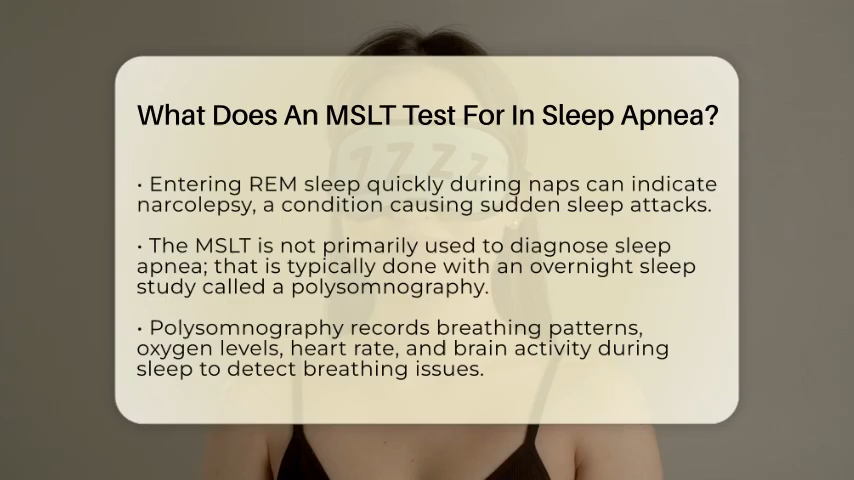 What Does An MSLT Test For In Sleep Apnea?
• Entering REM sleep quickly during naps can indicate
narcolepsy, a condition causing sudden sleep attacks.
• The MSLT is not primarily used to diagnose sleep
apnea; that is typically done with an overnight sleep
study called a polysomnography.
• Polysomnography records breathing patterns,
oxygen levels, heart rate, and brain activity during
sleep to detect breathing issues.
Z Z Z Z